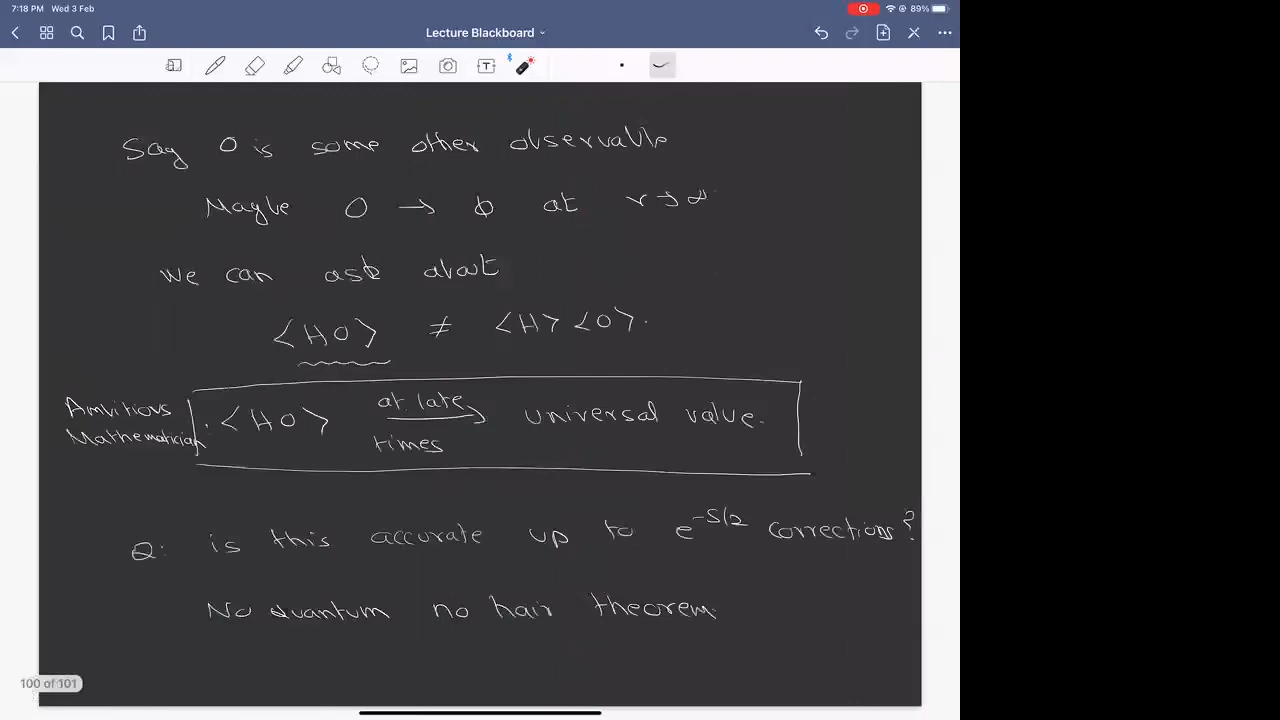 7:18 PM Wed 3 Feb
89%
Lecture Blackboard
Say O is some other observable
Maybe O → φ at r → ∞
We can ask about
<HO> ≠ <H> <O>.
Ambitious Mathematician
. <HO> at late times → universal value.
Q: is this accurate up to e^{-S/2} corrections?
No quantum no hair theorem.
100 of 101